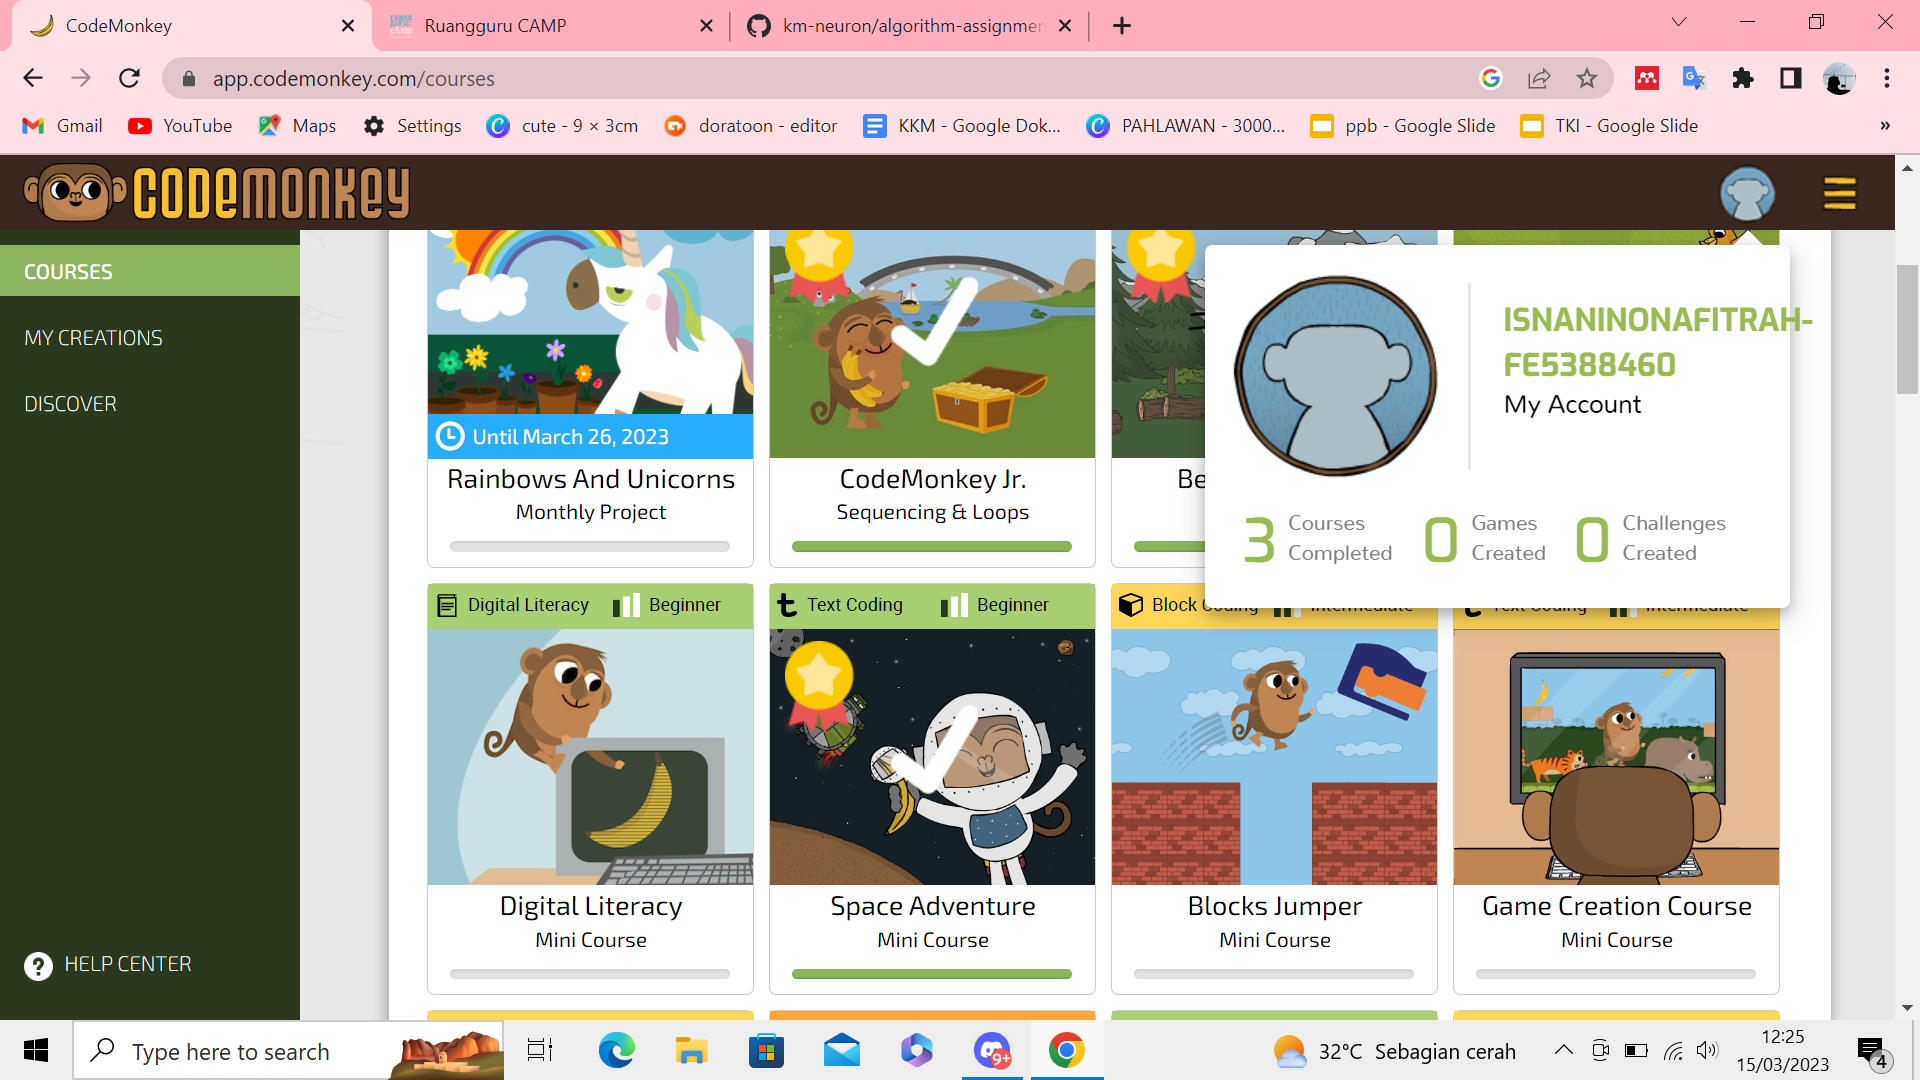 CodeMonkey
Ruangguru CAMP
km-neuron/algorithm-assignmen
app.codemonkey.com/courses
Gmail
YouTube
Maps
Settings
cute - 9 × 3cm
doratoon - editor
KKM - Google Dok...
PAHLAWAN - 3000...
ppb - Google Slide
TKI - Google Slide
»
CODEMONKEY
COURSES
MY CREATIONS
DISCOVER
HELP CENTER
Until March 26, 2023
Rainbows And Unicorns
Monthly Project
CodeMonkey Jr.
Sequencing & Loops
Be
ISNANINONAFITRAH-
FE5388460
My Account
3 Courses Completed
0 Games Created
0 Challenges Created
Digital Literacy Beginner
Text Coding Beginner
Block Coding Intermediate
Text Coding Intermediate
Digital Literacy
Mini Course
Space Adventure
Mini Course
Blocks Jumper
Mini Course
Game Creation Course
Mini Course
Type here to search
9+
32°C Sebagian cerah
12:25
15/03/2023
4